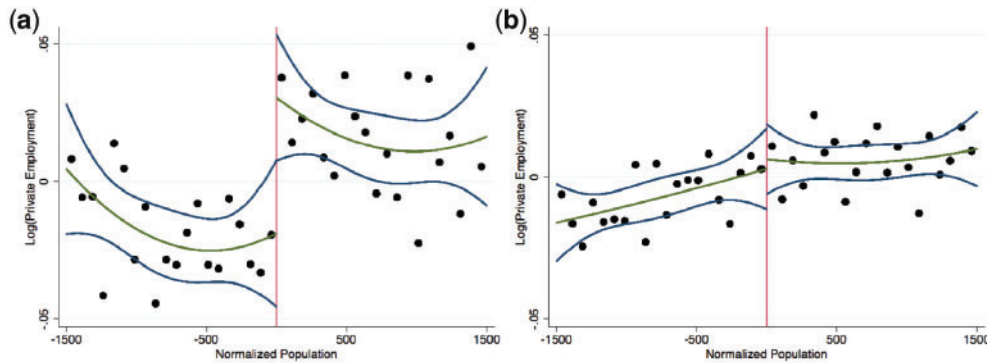 (a)
.05
0
-.05
Log(Private Employment)
-1500 -500 500 1500
Normalized Population
(b)
.05
0
-.05
Log(Private Employment)
-1500 -500 500 1500
Normalized Population